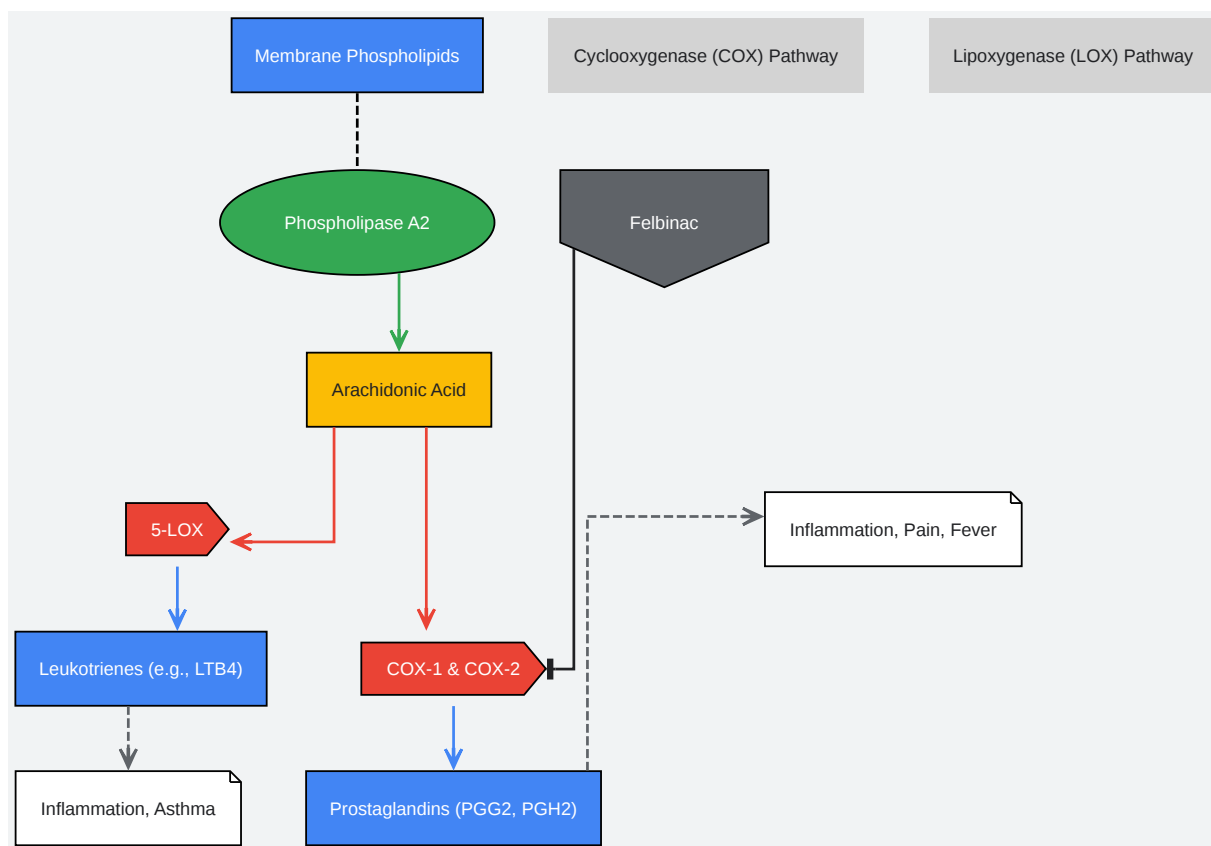 Membrane Phospholipids
Cyclooxygenase (COX) Pathway
Lipoxygenase (LOX) Pathway
Phospholipase A2
Felbinac
Arachidonic Acid
5-LOX
Inflammation, Pain, Fever
Leukotrienes (e.g., LTB4)
COX-1 & COX-2
Inflammation, Asthma
Prostaglandins (PGG2, PGH2)